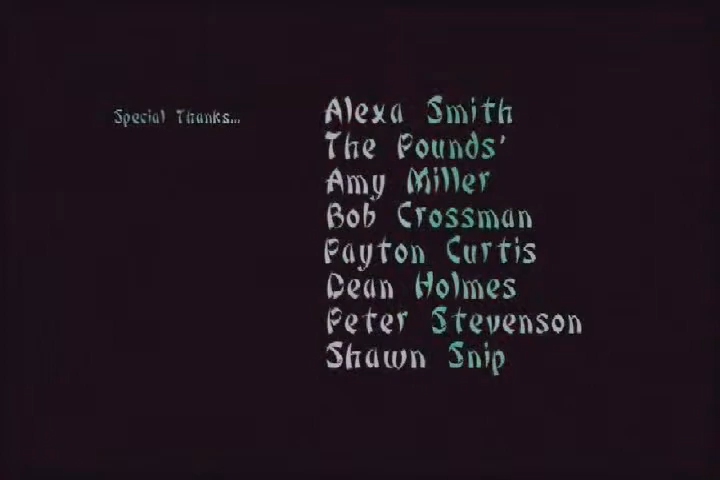 Special Thanks...
Alexa Smith
The Pounds'
Amy Miller
Bob Crossman
Payton Curtis
Dean Holmes
Peter Stevenson
Shawn Snip